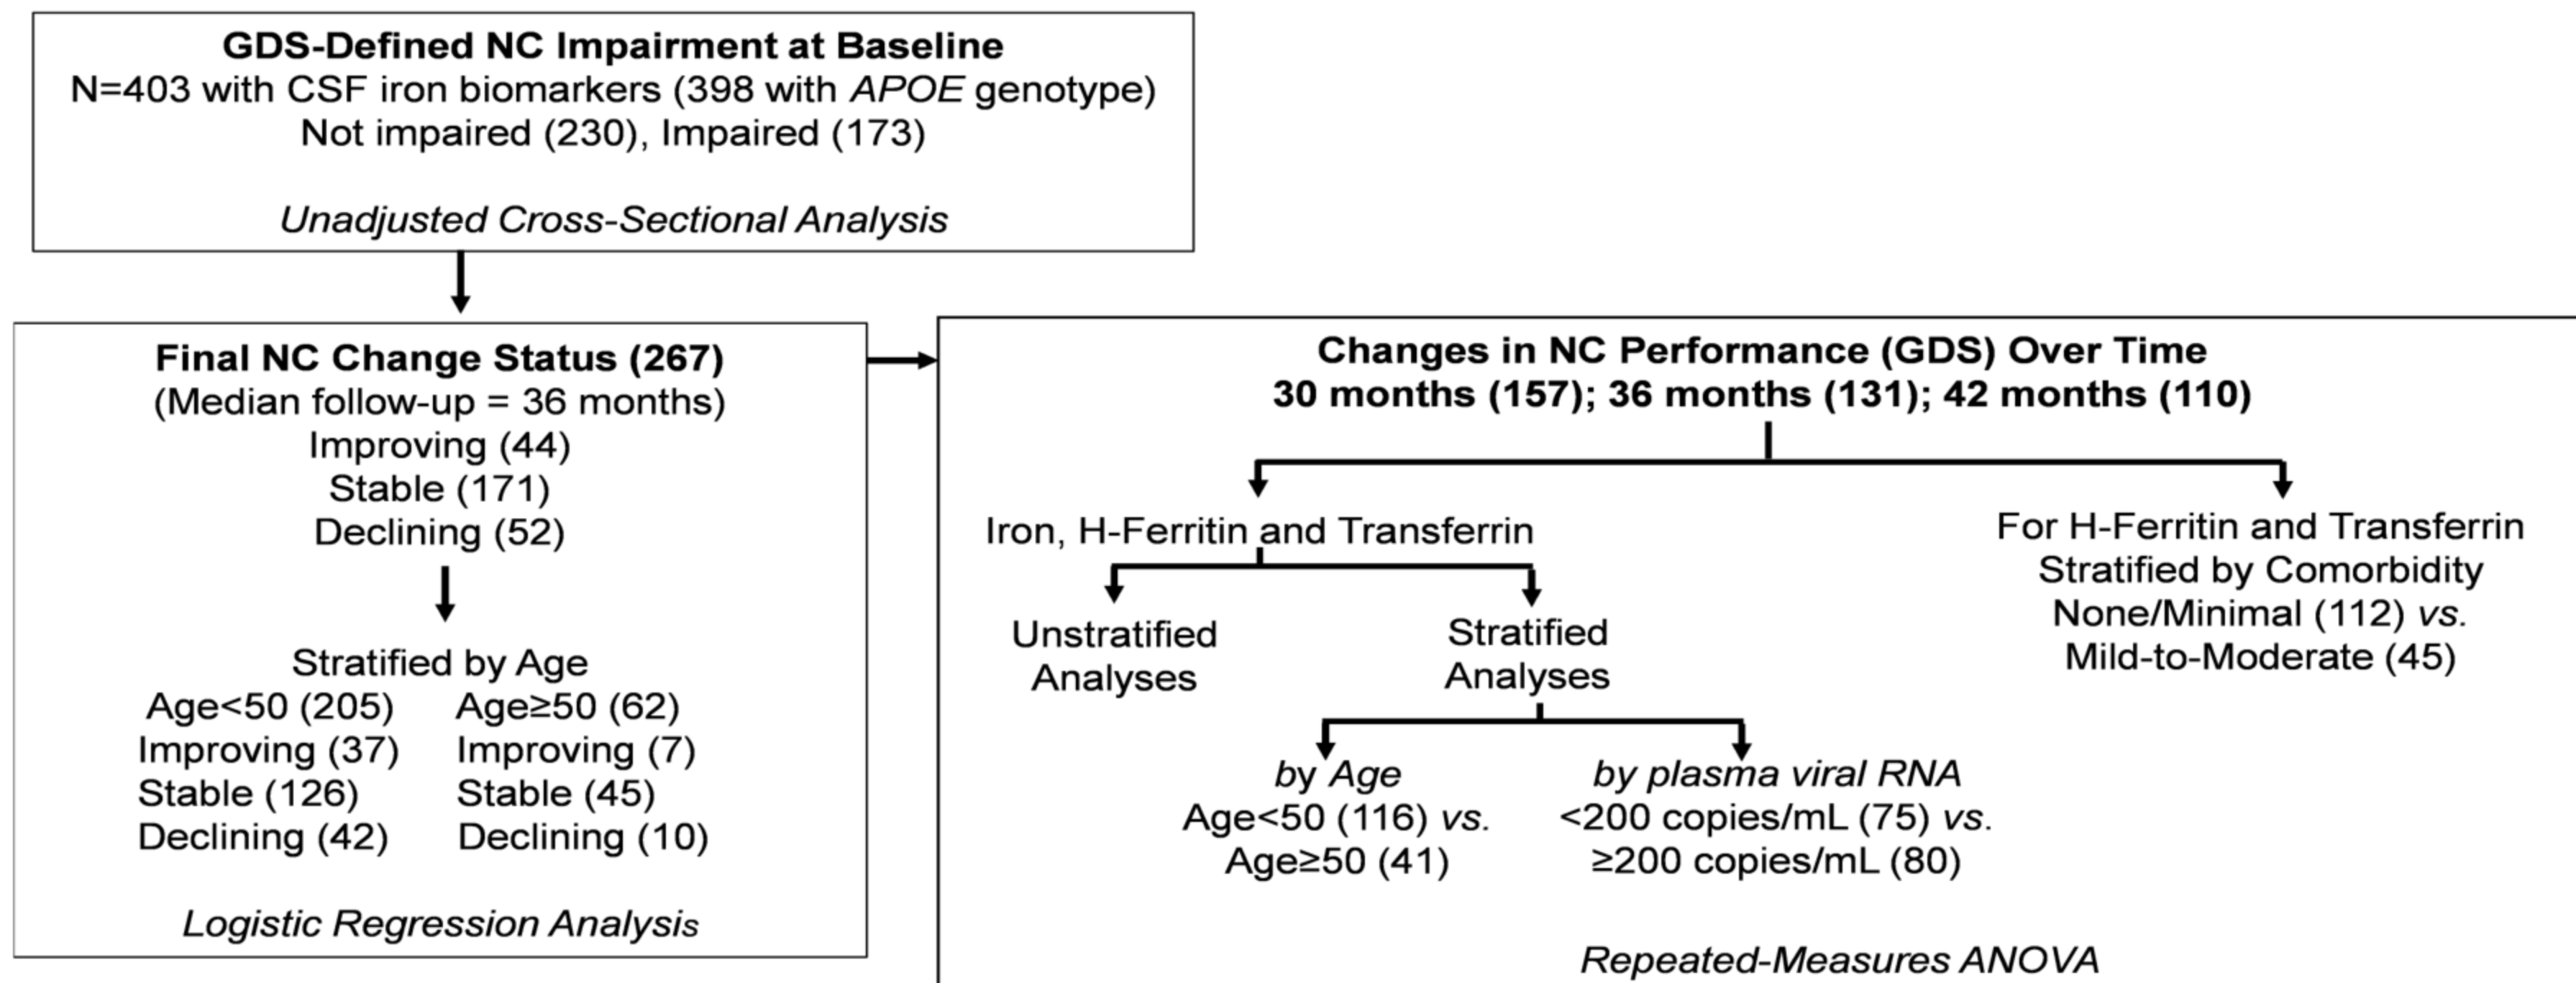 GDS-Defined NC Impairment at Baseline
N=403 with CSF iron biomarkers (398 with APOE genotype)
Not impaired (230), Impaired (173)
Unadjusted Cross-Sectional Analysis
Final NC Change Status (267)
(Median follow-up = 36 months)
Improving (44)
Stable (171)
Declining (52)
Stratified by Age
Age<50 (205) Age≥50 (62)
Improving (37) Improving (7)
Stable (126) Stable (45)
Declining (42) Declining (10)
Logistic Regression Analysis
Changes in NC Performance (GDS) Over Time
30 months (157); 36 months (131); 42 months (110)
Iron, H-Ferritin and Transferrin
Unstratified
Analyses
Stratified
Analyses
by Age
Age<50 (116) vs.
Age≥50 (41)
by plasma viral RNA
<200 copies/mL (75) vs.
≥200 copies/mL (80)
For H-Ferritin and Transferrin
Stratified by Comorbidity
None/Minimal (112) vs.
Mild-to-Moderate (45)
Repeated-Measures ANOVA